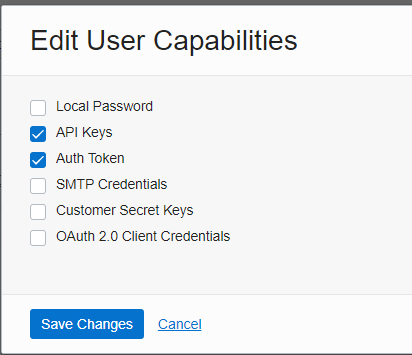 Edit User Capabilities
Local Password
API Keys
Auth Token
SMTP Credentials
Customer Secret Keys
OAuth 2.0 Client Credentials
Save Changes Cancel